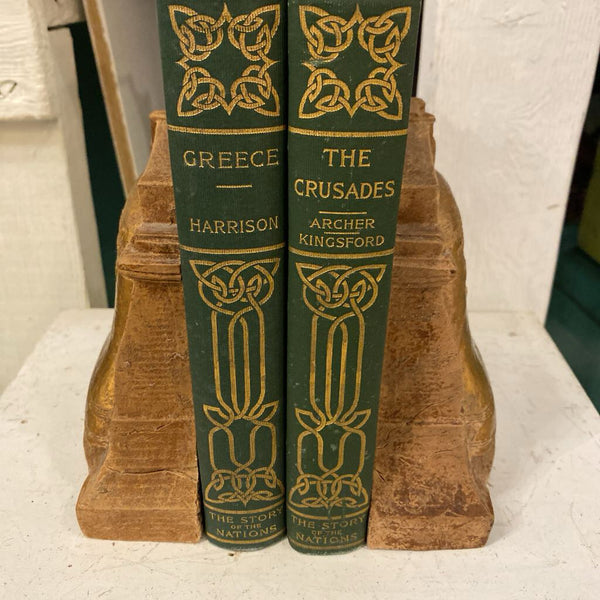 GREECE
HARRISON
THE STORY
OF THE
NATIONS
THE
CRUSADES
ARCHER
KINGSFORD
THE STORY
OF THE
NATIONS